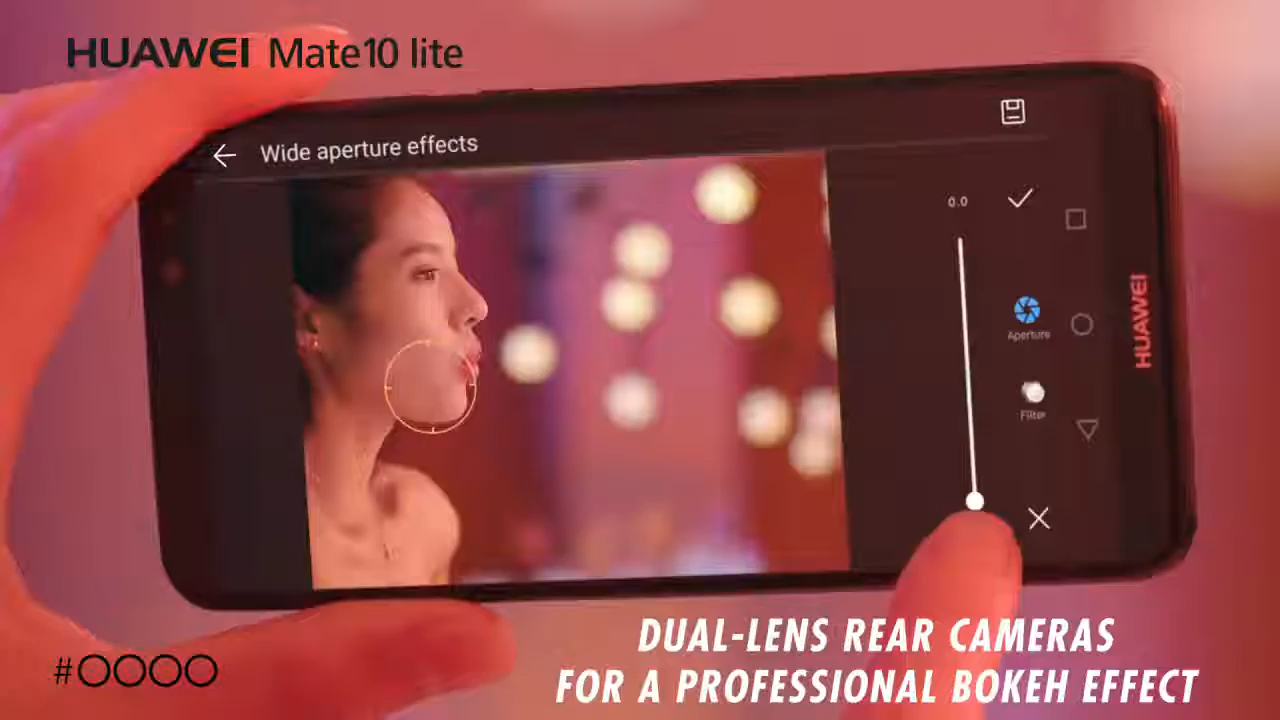 HUAWEI Mate10 lite
Wide aperture effects
0.0
Aperture
Filter
HUAWEI
#OOOO
DUAL-LENS REAR CAMERAS
FOR A PROFESSIONAL BOKEH EFFECT